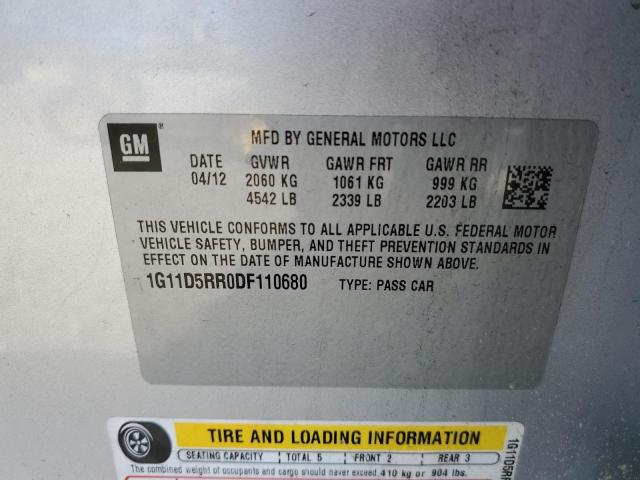 GM
MFD BY GENERAL MOTORS LLC
DATE GVWR GAWR FRT GAWR RR
04/12 2060 KG 1061 KG 999 KG
4542 LB 2339 LB 2203 LB
THIS VEHICLE CONFORMS TO ALL APPLICABLE U.S. FEDERAL MOTOR
VEHICLE SAFETY, BUMPER, AND THEFT PREVENTION STANDARDS IN
EFFECT ON THE DATE OF MANUFACTURE SHOWN ABOVE.
1G11D5RR0DF110680 TYPE: PASS CAR
TIRE AND LOADING INFORMATION
SEATING CAPACITY TOTAL 5 FRONT 2 REAR 3
The combined weight of occupants and cargo should never exceed 410 kg or 904 lbs.